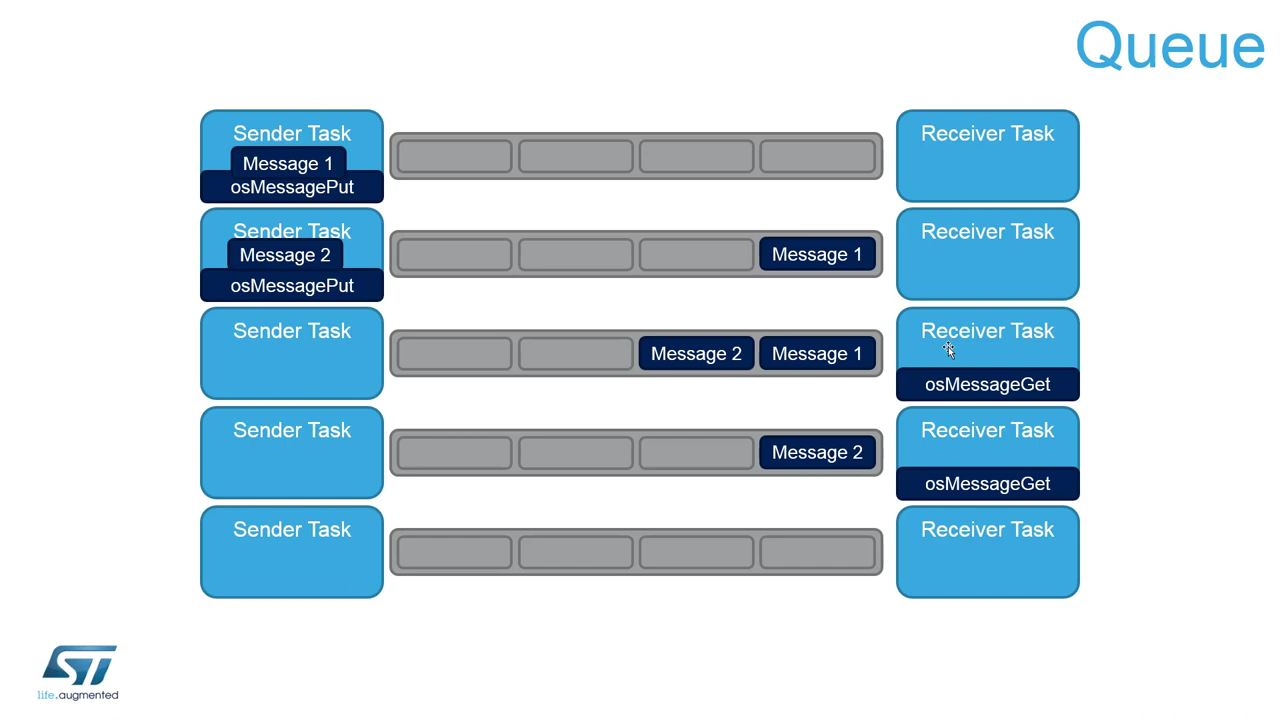 Queue
Sender Task
Message 1
osMessagePut
Receiver Task
Sender Task
Message 2
osMessagePut
Message 1
Receiver Task
Sender Task
Message 2
Message 1
Receiver Task
osMessageGet
Sender Task
Message 2
Receiver Task
osMessageGet
Sender Task
Receiver Task
ST
life.augmented